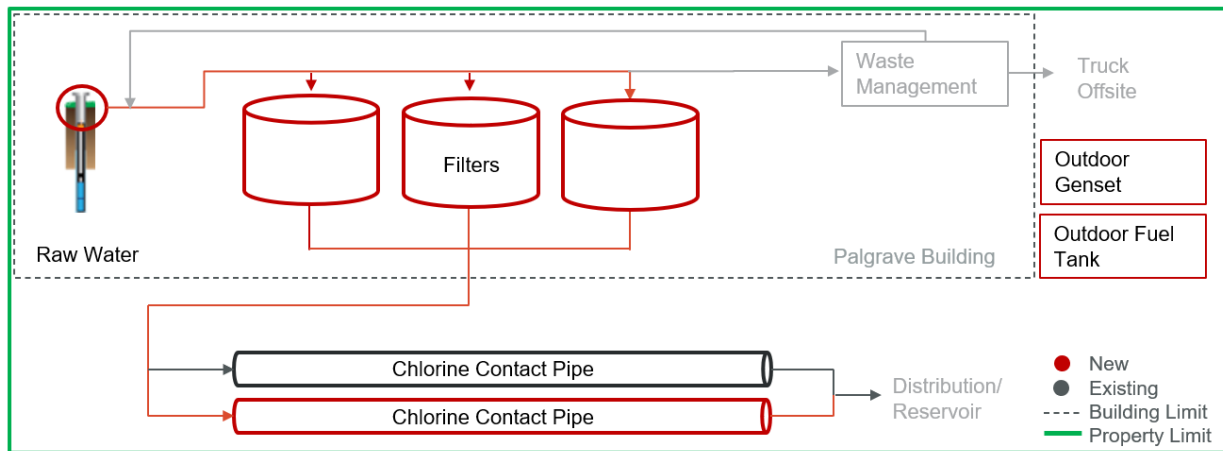 Waste
Management
Truck
Offsite
Filters
Outdoor
Genset
Raw Water
Palgrave Building
Outdoor Fuel
Tank
Chlorine Contact Pipe
Chlorine Contact Pipe
Distribution/
Reservoir
New
Existing
Building Limit
Property Limit